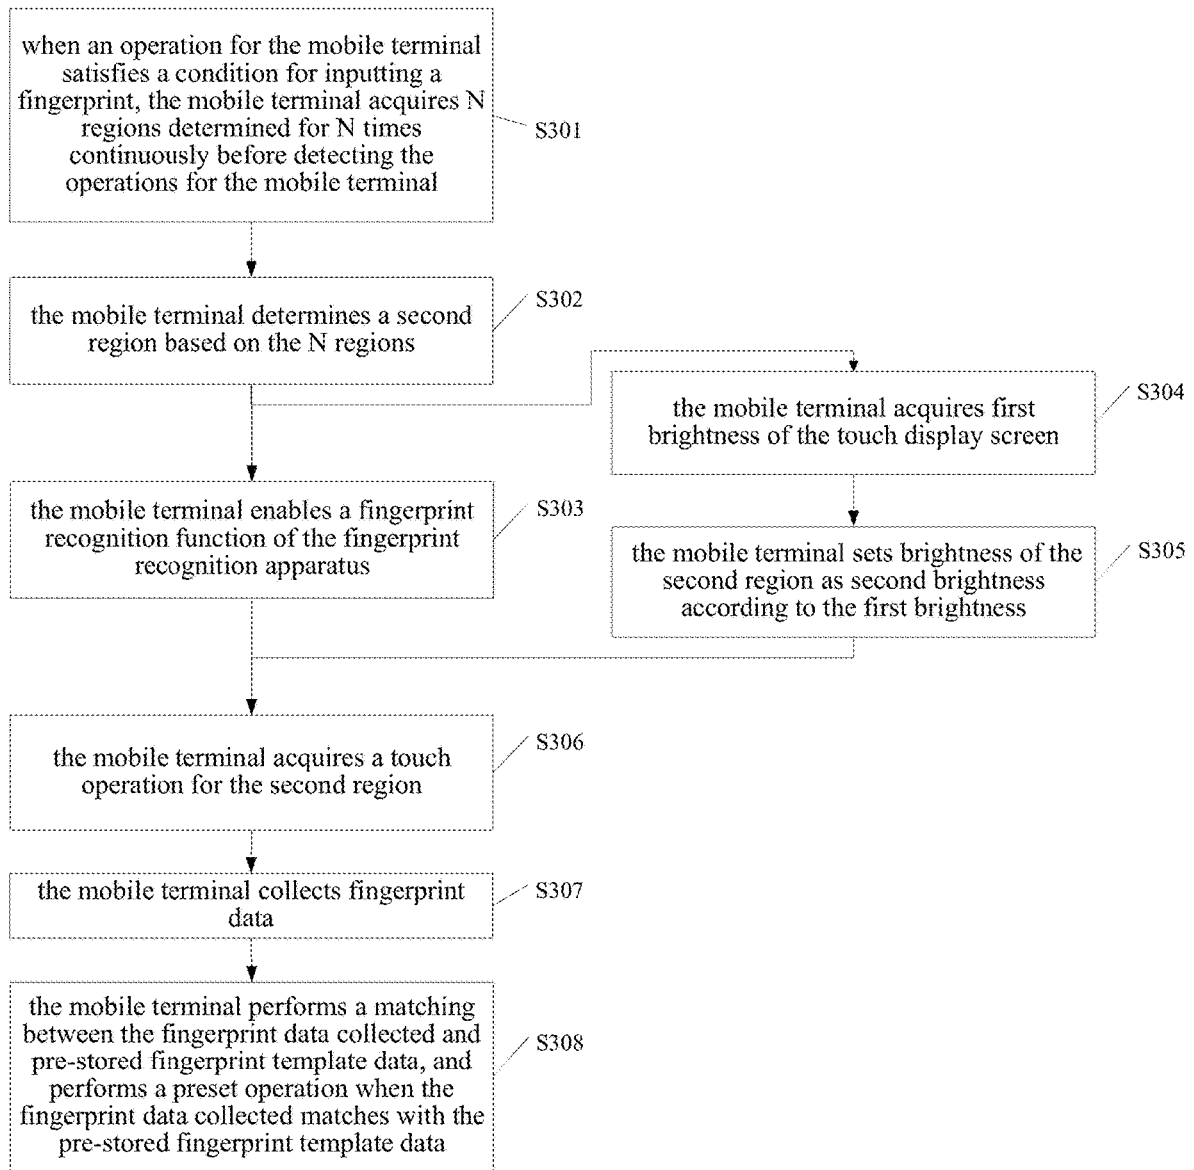 when an operation for the mobile terminal
satisfies a condition for inputting a
fingerprint, the mobile terminal acquires N
regions determined for N times
continuously before detecting the
operations for the mobile terminal
S301
the mobile terminal determines a second
region based on the N regions
S302
the mobile terminal acquires first
brightness of the touch display screen
S304
the mobile terminal enables a fingerprint
recognition function of the fingerprint
recognition apparatus
S303
the mobile terminal sets brightness of the
second region as second brightness
according to the first brightness
S305
the mobile terminal acquires a touch
operation for the second region
S306
the mobile terminal collects fingerprint
data
S307
the mobile terminal performs a matching
between the fingerprint data collected and
pre-stored fingerprint template data, and
performs a preset operation when the
fingerprint data collected matches with the
pre-stored fingerprint template data
S308